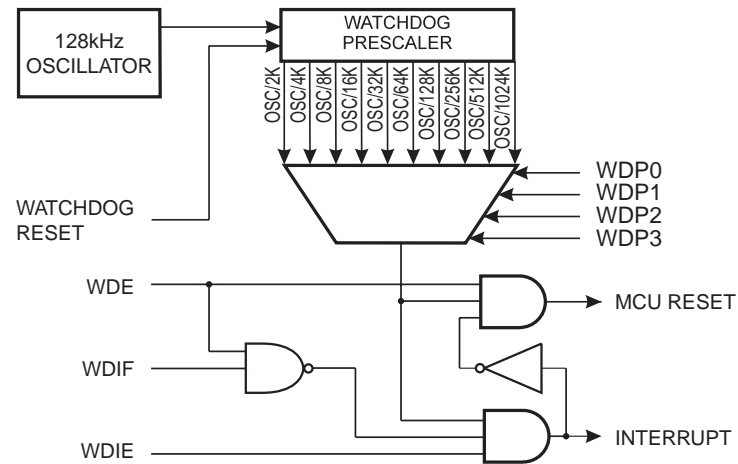 128kHz
OSCILLATOR
WATCHDOG
PRESCALER
OSC/2K
OSC/4K
OSC/8K
OSC/16K
OSC/32K
OSC/64K
OSC/128K
OSC/256K
OSC/512K
OSC/1024K
WDP0
WDP1
WDP2
WDP3
WATCHDOG
RESET
WDE
MCU RESET
WDIF
WDIE
INTERRUPT